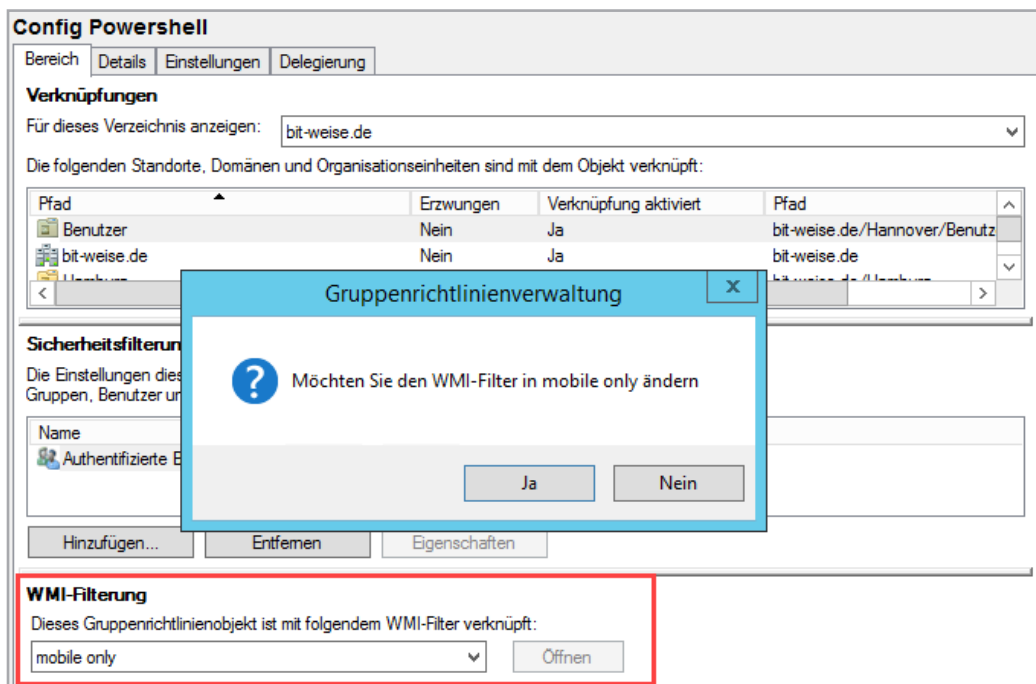 Config Powershell
Bereich Details Einstellungen Delegierung
Verknüpfungen
Für dieses Verzeichnis anzeigen: bit-weise.de
Die folgenden Standorte, Domänen und Organisationseinheiten sind mit dem Objekt verknüpft:
Pfad Erzwungen Verknüpfung aktiviert Pfad
Benutzer Nein Ja bit-weise.de/Hannover/Benutz
bit-weise.de Nein Ja bit-weise.de
Gruppenrichtlinienverwaltung x
Möchten Sie den WMI-Filter in mobile only ändern
Ja Nein
Sicherheitsfilterun
Die Einstellungen dies
Gruppen, Benutzer un
Name
Authentifizierte B
Hinzufügen... Entfernen Eigenschaften
WMI-Filterung
Dieses Gruppenrichtlinienobjekt ist mit folgendem WMI-Filter verknüpft:
mobile only Öffnen